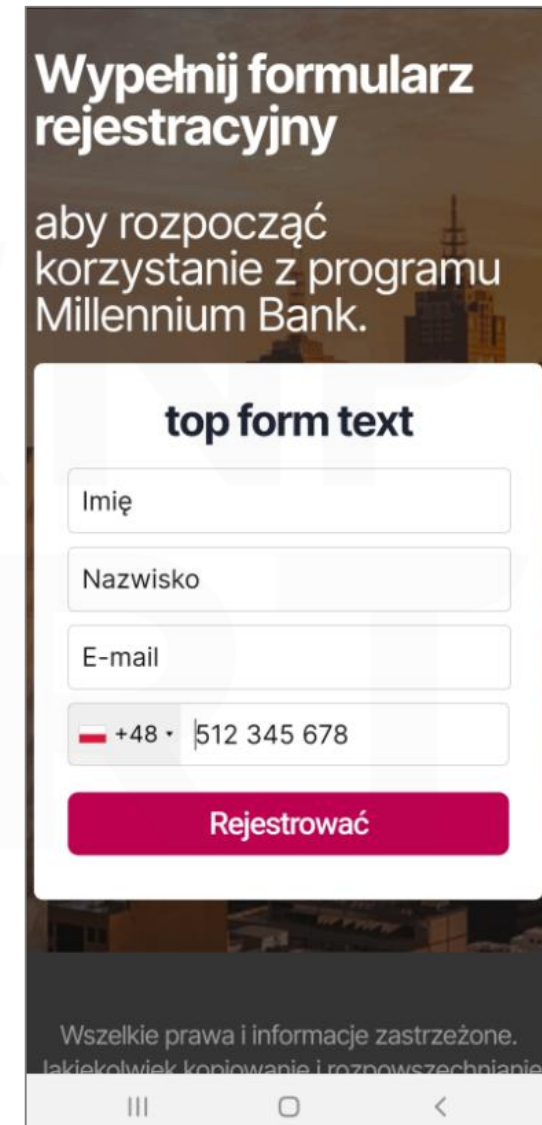 Wypełnij formularz
rejestracyjny
aby rozpocząć
korzystanie z programu
Millennium Bank.
top form text
Imię
Nazwisko
E-mail
+48
512 345 678
Rejestrować
Wszelkie prawa i informacje zastrzeżone.
Jakiekolwiek kopiowanie i rozpowszechnianie